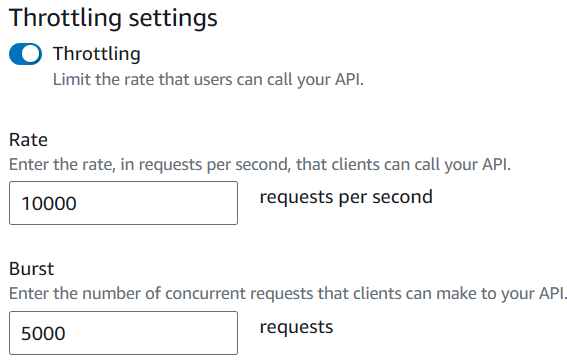 Throttling settings
Throttling
Limit the rate that users can call your API.
Rate
Enter the rate, in requests per second, that clients can call your API.
10000 requests per second
Burst
Enter the number of concurrent requests that clients can make to your API.
5000 requests